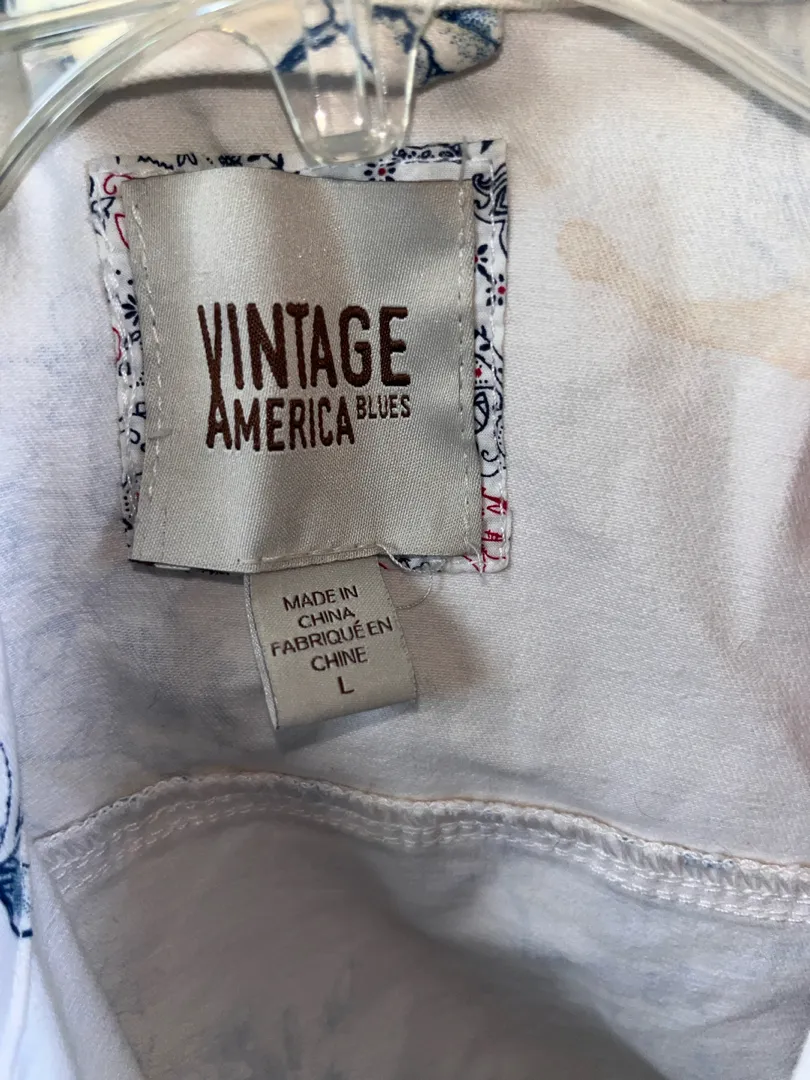 VINTAGE
AMERICA BLUES
MADE IN
CHINA
FABRIQUÉ EN
CHINE
L